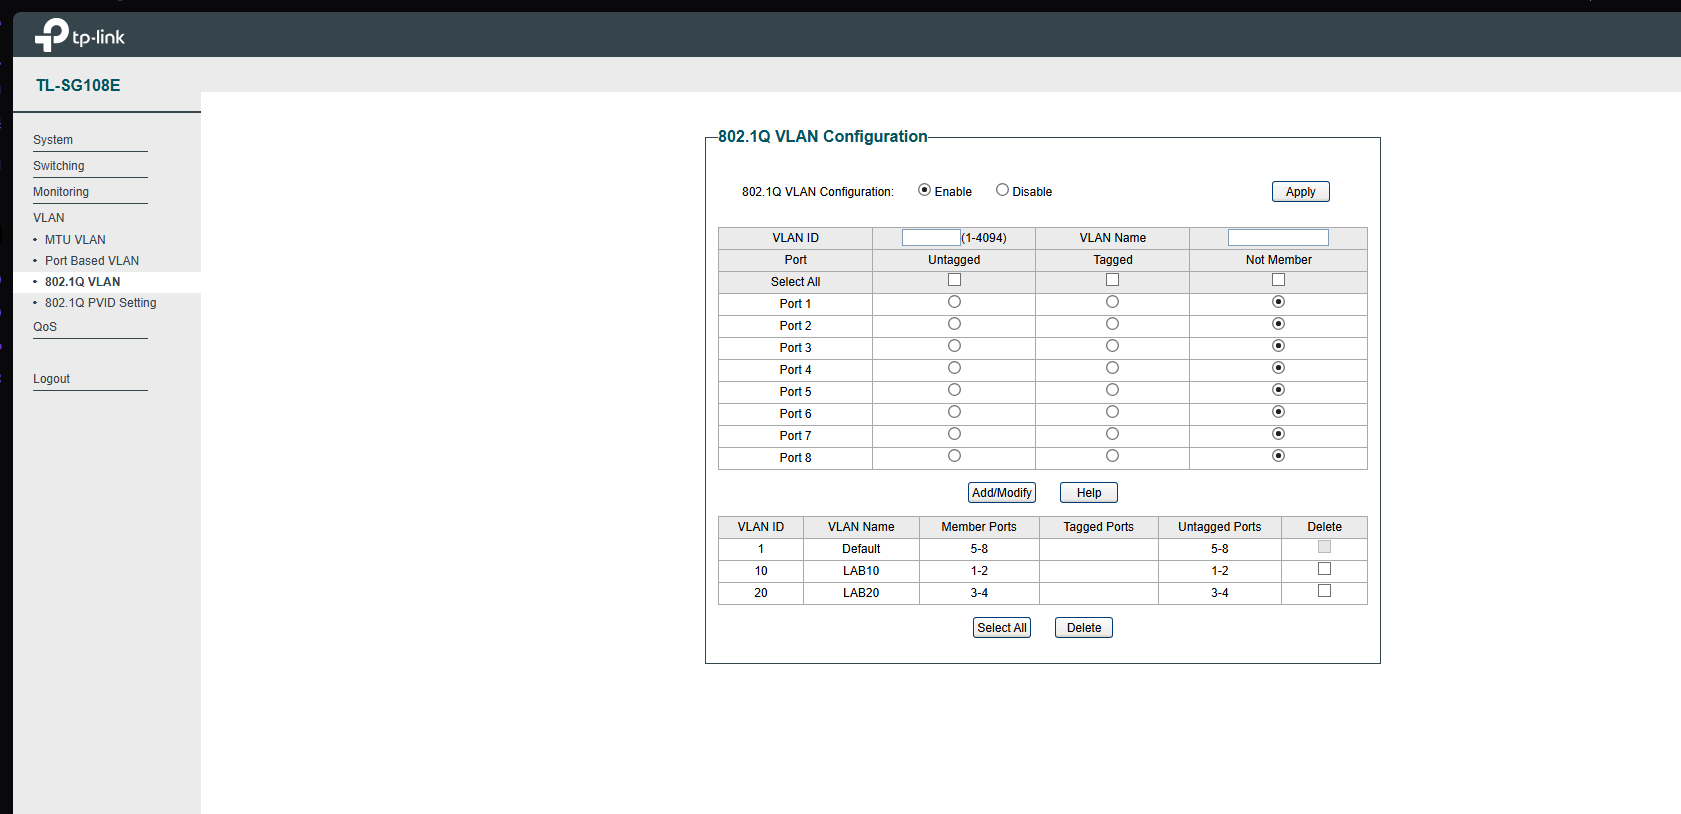 tp-link
TL-SG108E
System
Switching
Monitoring
VLAN
• MTU VLAN
• Port Based VLAN
• 802.1Q VLAN
• 802.1Q PVID Setting
QoS
Logout
802.1Q VLAN Configuration
802.1Q VLAN Configuration: Enable Disable Apply
VLAN ID (1-4094) VLAN Name
Port Untagged Tagged Not Member
Select All
Port 1
Port 2
Port 3
Port 4
Port 5
Port 6
Port 7
Port 8
Add/Modify Help
VLAN ID VLAN Name Member Ports Tagged Ports Untagged Ports Delete
1 Default 5-8 5-8
10 LAB10 1-2 1-2
20 LAB20 3-4 3-4
Select All Delete